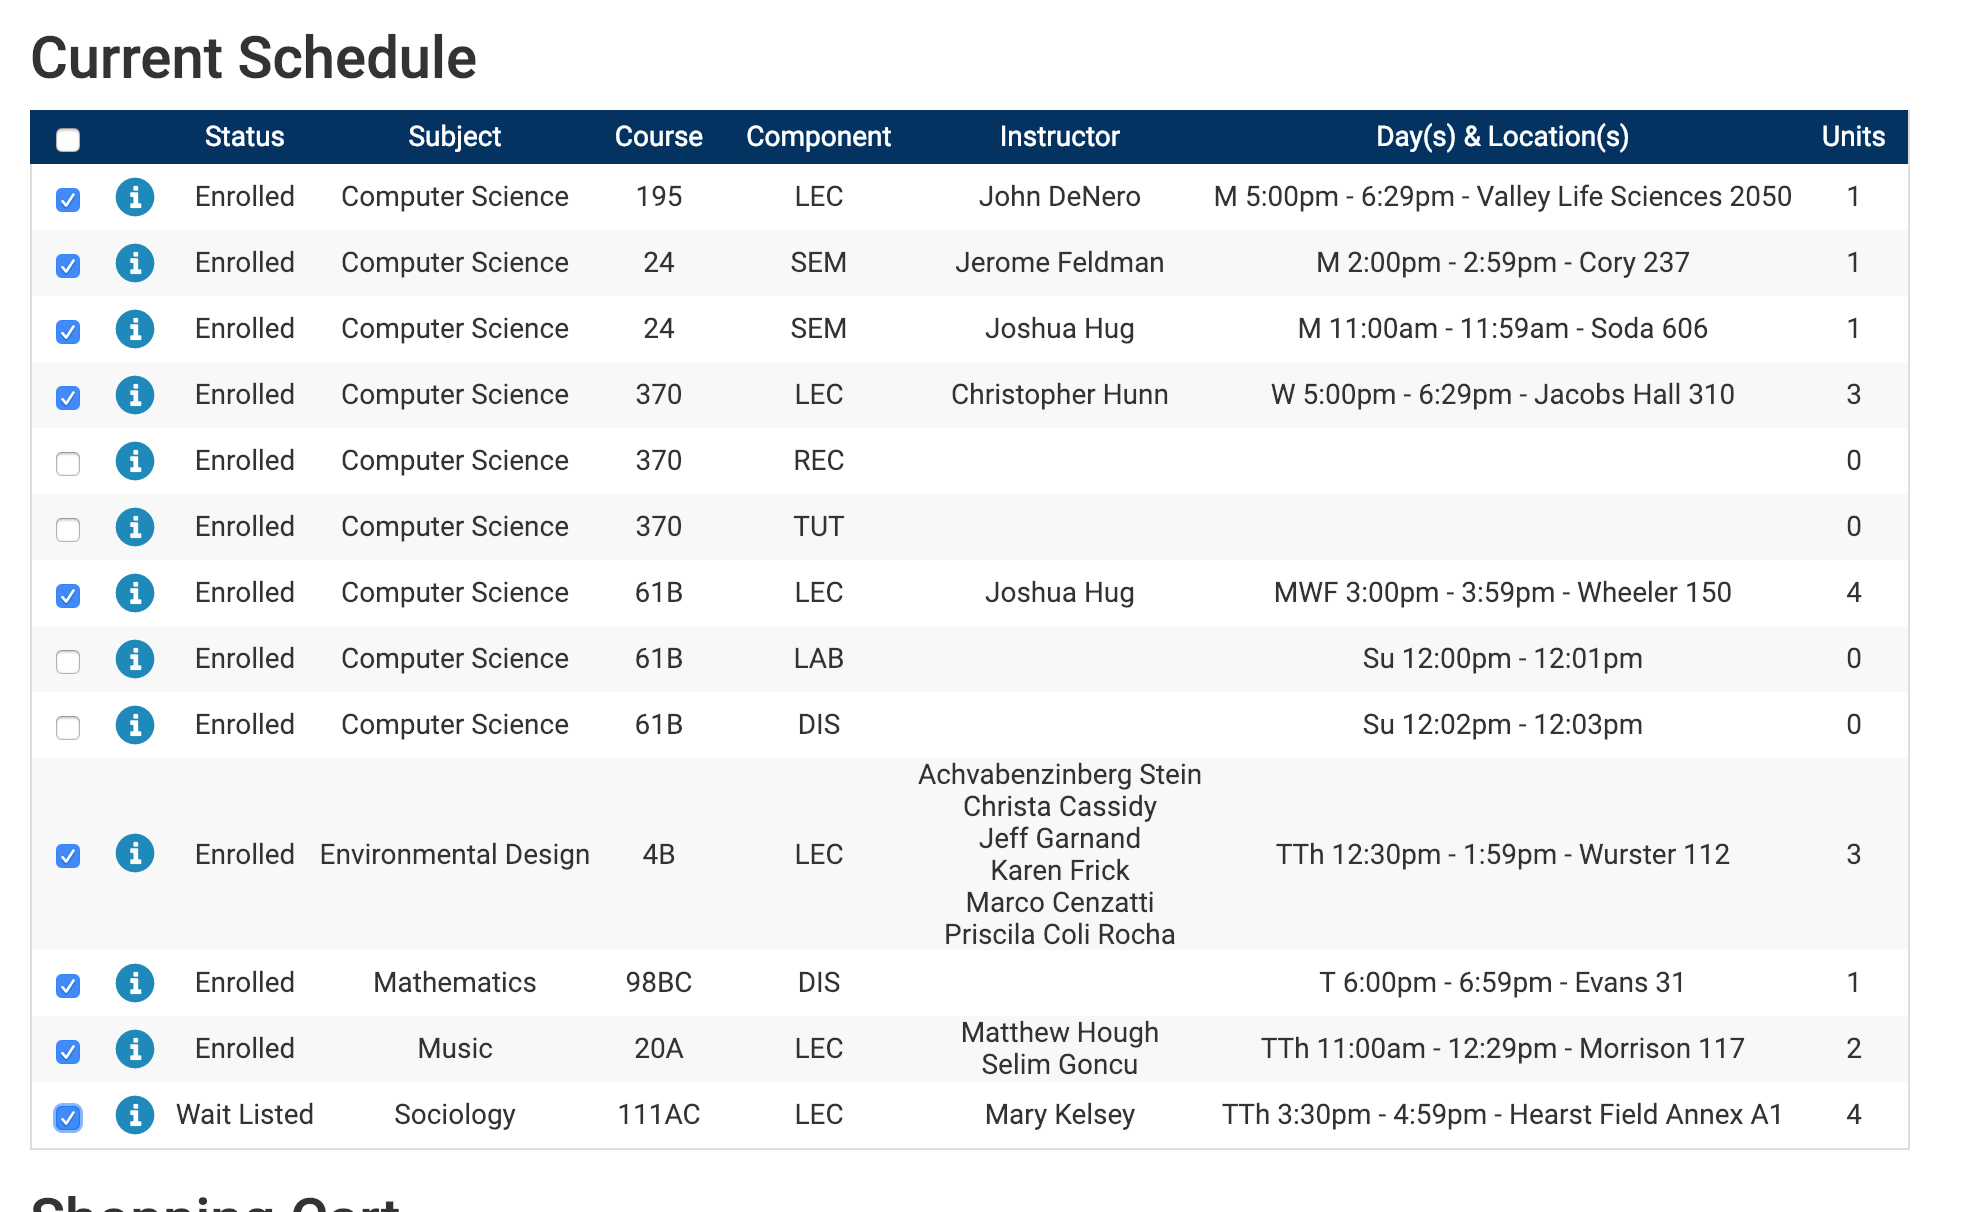 Current Schedule
Status Subject Course Component Instructor Day(s) & Location(s) Units
Enrolled Computer Science 195 LEC John DeNero M 5:00pm - 6:29pm - Valley Life Sciences 2050 1
Enrolled Computer Science 24 SEM Jerome Feldman M 2:00pm - 2:59pm - Cory 237 1
Enrolled Computer Science 24 SEM Joshua Hug M 11:00am - 11:59am - Soda 606 1
Enrolled Computer Science 370 LEC Christopher Hunn W 5:00pm - 6:29pm - Jacobs Hall 310 3
Enrolled Computer Science 370 REC 0
Enrolled Computer Science 370 TUT 0
Enrolled Computer Science 61B LEC Joshua Hug MWF 3:00pm - 3:59pm - Wheeler 150 4
Enrolled Computer Science 61B LAB Su 12:00pm - 12:01pm 0
Enrolled Computer Science 61B DIS Su 12:02pm - 12:03pm 0
Achvabenzinberg Stein
Christa Cassidy
Jeff Garnand
Enrolled Environmental Design 4B LEC TTh 12:30pm - 1:59pm - Wurster 112 3
Karen Frick
Marco Cenzatti
Priscila Coli Rocha
Enrolled Mathematics 98BC DIS T 6:00pm - 6:59pm - Evans 31 1
Matthew Hough
Enrolled Music 20A LEC TTh 11:00am - 12:29pm - Morrison 117 2
Selim Goncu
Wait Listed Sociology 111AC LEC Mary Kelsey TTh 3:30pm - 4:59pm - Hearst Field Annex A1 4
Shopping Cart